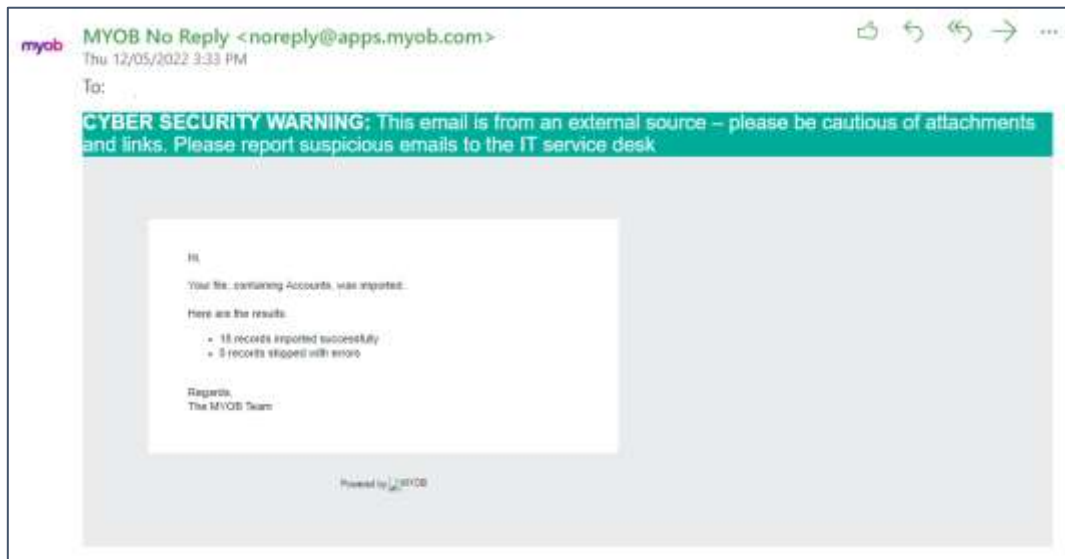 myob
MYOB No Reply <noreply@apps.myob.com>
Thu 12/05/2022 3:33 PM
To:
CYBER SECURITY WARNING: This email is from an external source – please be cautious of attachments
and links. Please report suspicious emails to the IT service desk
Hi,
Your file, containing Accounts, was imported.
Here are the results:
• records imported successfully
• 0 records skipped with errors
Regards,
The MYOB Team
Powered by MYOB